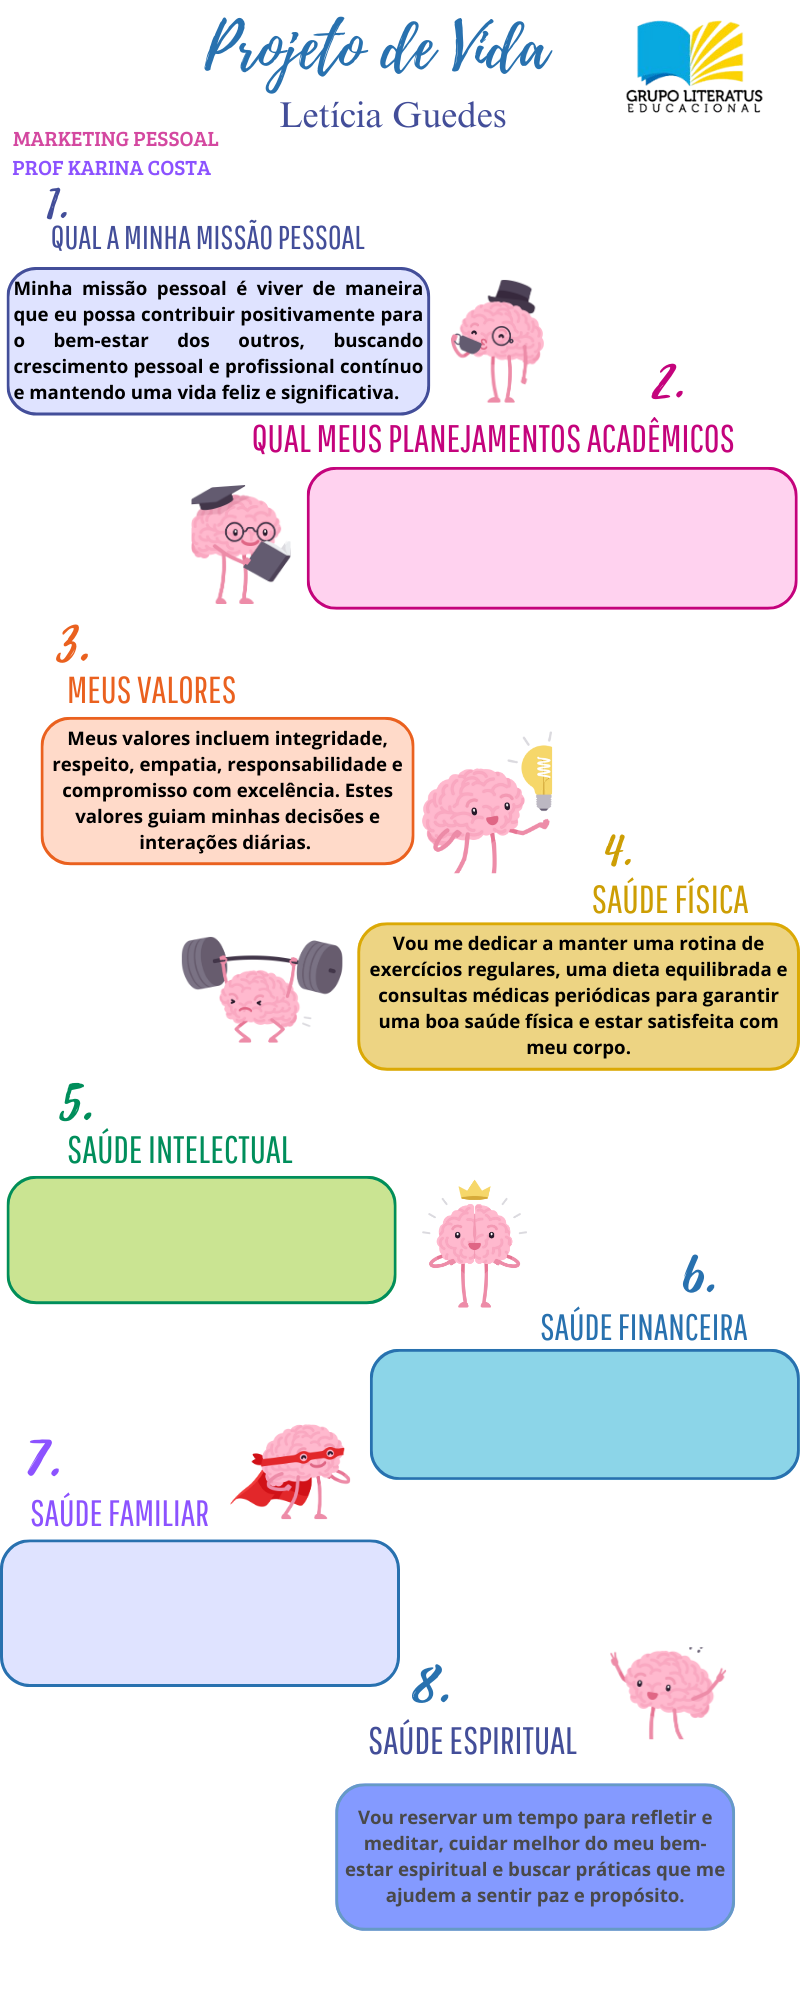 Projeto de Vida
Letícia Guedes
GRUPO LITERATUS
EDUCACIONAL
MARKETING PESSOAL
PROF KARINA COSTA
1.
QUAL A MINHA MISSÃO PESSOAL
Minha missão pessoal é viver de maneira
que eu possa contribuir positivamente para
o bem-estar dos outros, buscando
crescimento pessoal e profissional contínuo
e mantendo uma vida feliz e significativa.
2.
QUAL MEUS PLANEJAMENTOS ACADÊMICOS
3.
MEUS VALORES
Meus valores incluem integridade,
respeito, empatia, responsabilidade e
compromisso com excelência. Estes
valores guiam minhas decisões e
interações diárias.
4.
SAÚDE FÍSICA
Vou me dedicar a manter uma rotina de
exercícios regulares, uma dieta equilibrada e
consultas médicas periódicas para garantir
uma boa saúde física e estar satisfeita com
meu corpo.
5.
SAÚDE INTELECTUAL
6.
SAÚDE FINANCEIRA
7.
SAÚDE FAMILIAR
8.
SAÚDE ESPIRITUAL
Vou reservar um tempo para refletir e
meditar, cuidar melhor do meu bem-
estar espiritual e buscar práticas que me
ajudem a sentir paz e propósito.